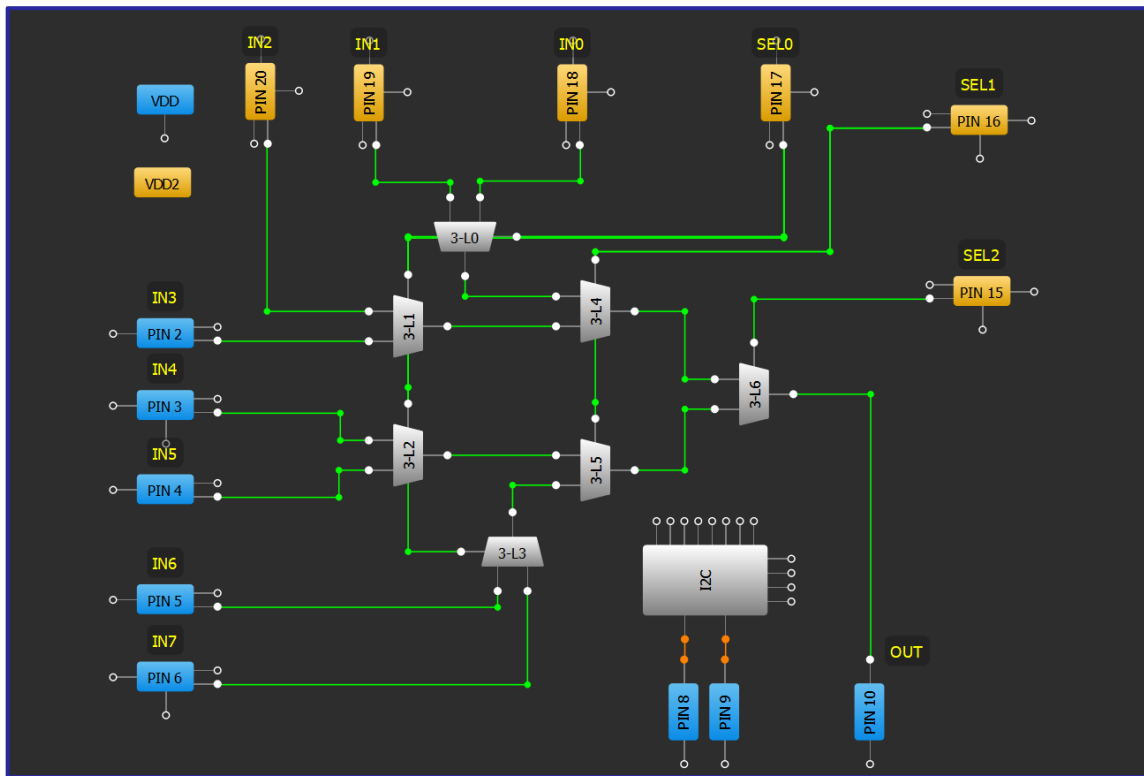 IN2
IN1
IN0
SEL0
PIN 20
PIN 19
PIN 18
PIN 17
SEL1
PIN 16
VDD
VDD2
3-L0
SEL2
PIN 15
IN3
PIN 2
3-L1
3-L4
IN4
PIN 3
3-L6
IN5
PIN 4
3-L2
3-L5
3-L3
IN6
PIN 5
I2C
IN7
PIN 6
OUT
PIN 8
PIN 9
PIN 10